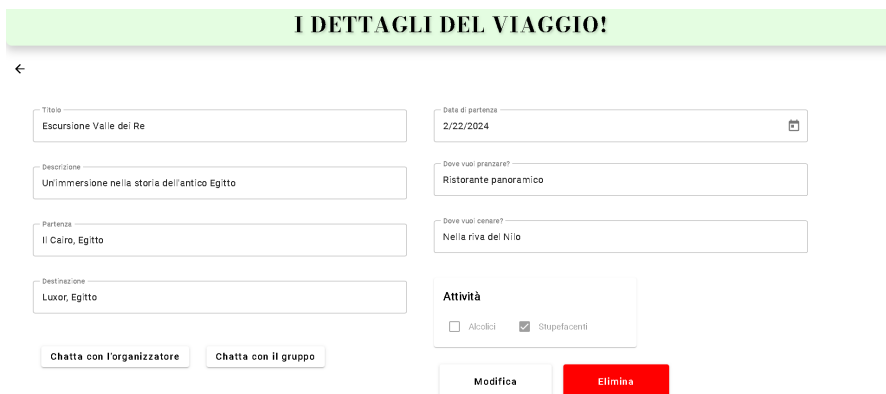 I DETTAGLI DEL VIAGGIO!
Titolo
Escursione Valle dei Re
Descrizione
Un'immersione nella storia dell'antico Egitto
Partenza
Il Cairo, Egitto
Destinazione
Luxor, Egitto
Chatta con l'organizzatore
Chatta con il gruppo
Data di partenza
2/22/2024
Dove vuoi pranzare?
Ristorante panoramico
Dove vuoi cenare?
Nella riva del Nilo
Attività
Alcolici
Stupefacenti
Modifica
Elimina